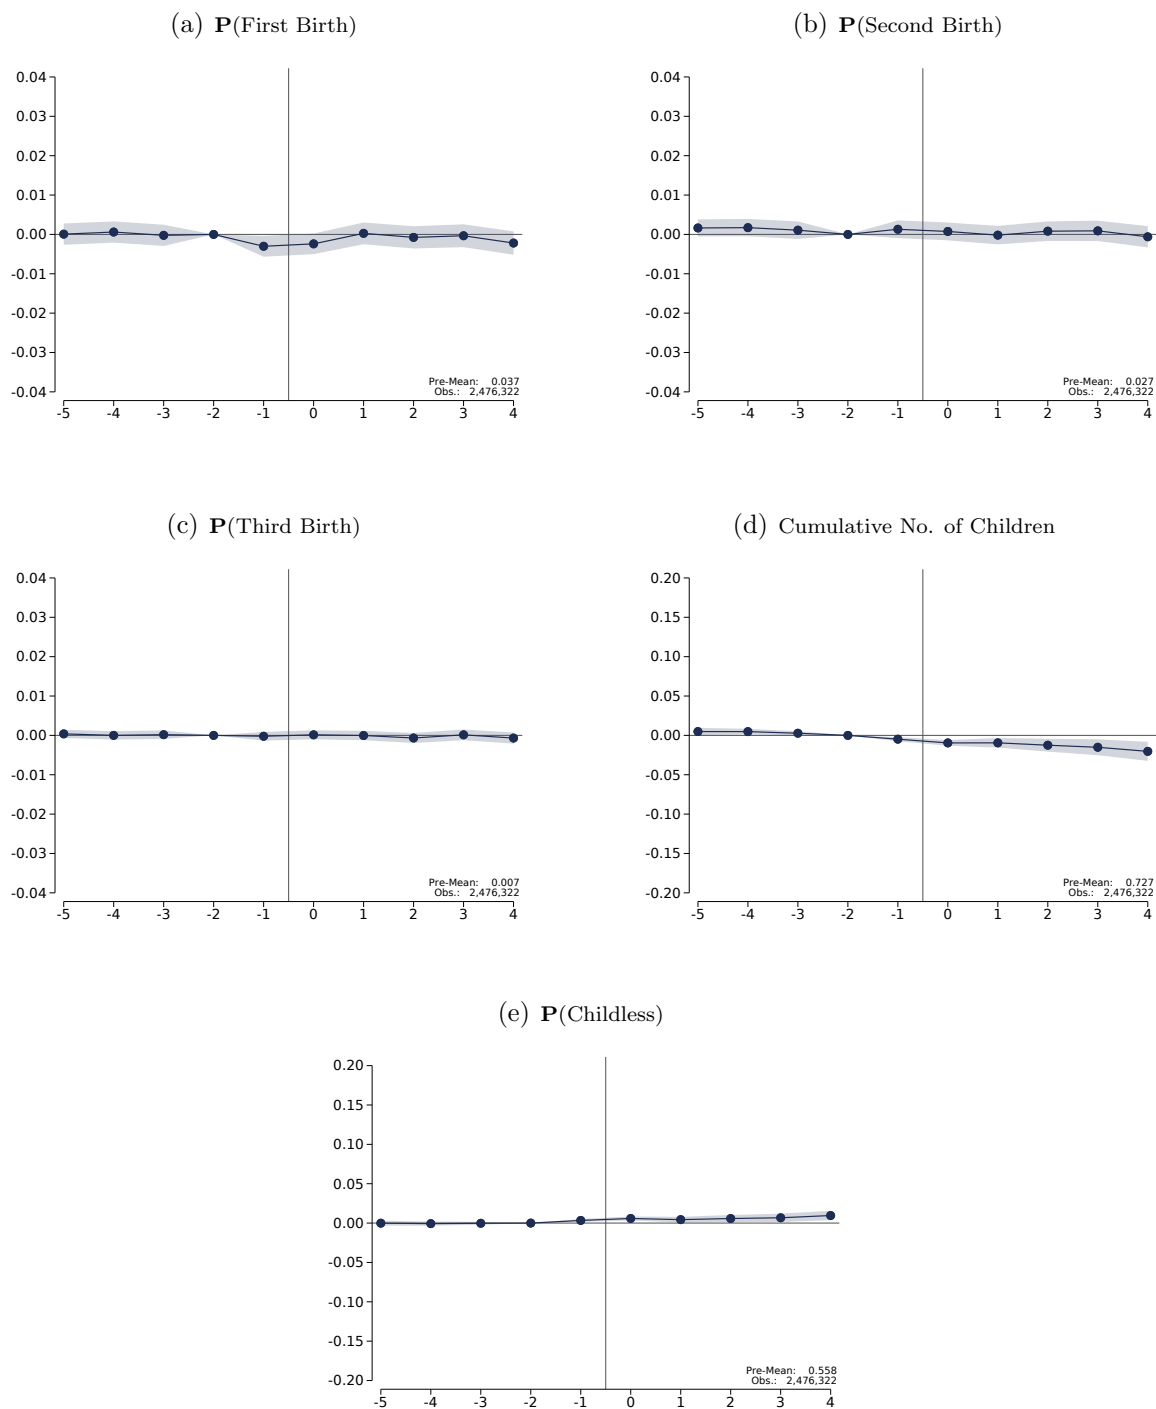 (a) P(First Birth)
0.04
0.03
0.02
0.01
0.00
-0.01
-0.02
-0.03
-0.04
Pre-Mean: 0.037
Obs.: 2,476,322
-5 -4 -3 -2 -1 0 1 2 3 4
(b) P(Second Birth)
0.04
0.03
0.02
0.01
0.00
-0.01
-0.02
-0.03
-0.04
Pre-Mean: 0.027
Obs.: 2,476,322
-5 -4 -3 -2 -1 0 1 2 3 4
(c) P(Third Birth)
0.04
0.03
0.02
0.01
0.00
-0.01
-0.02
-0.03
-0.04
Pre-Mean: 0.007
Obs.: 2,476,322
-5 -4 -3 -2 -1 0 1 2 3 4
(d) Cumulative No. of Children
0.20
0.15
0.10
0.05
0.00
-0.05
-0.10
-0.15
-0.20
Pre-Mean: 0.727
Obs.: 2,476,322
-5 -4 -3 -2 -1 0 1 2 3 4
(e) P(Childless)
0.20
0.15
0.10
0.05
0.00
-0.05
-0.10
-0.15
-0.20
Pre-Mean: 0.558
Obs.: 2,476,322
-5 -4 -3 -2 -1 0 1 2 3 4